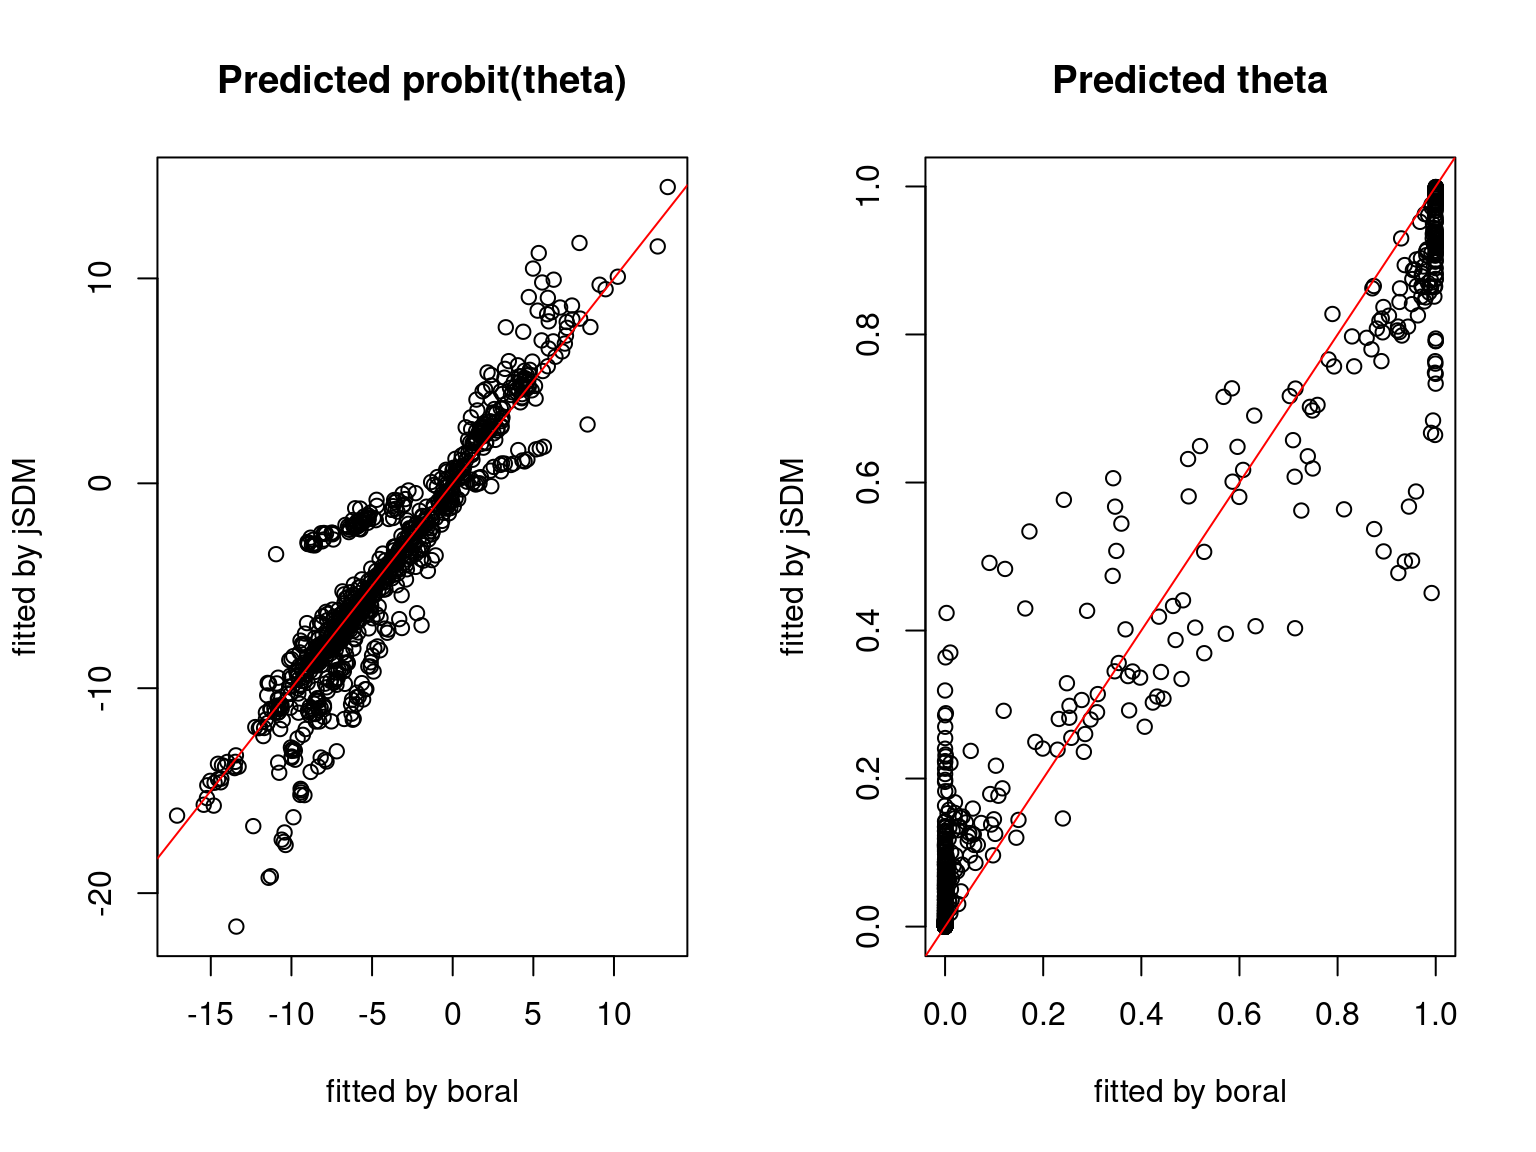 Predicted probit(theta)
fitted by jSDM
10
0
-10
-20
-15 -10 -5 0 5 10
fitted by boral
Predicted theta
fitted by jSDM
1.0
0.8
0.6
0.4
0.2
0.0
0.0 0.2 0.4 0.6 0.8 1.0
fitted by boral